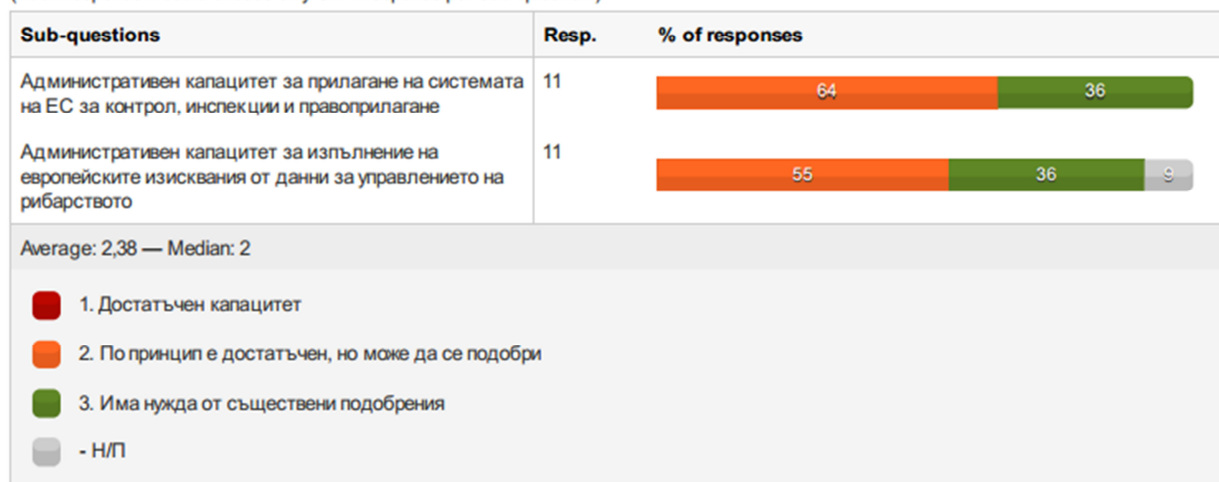 Sub-questions Resp. % of responses
Административен капацитет за прилагане на системата 11
на ЕС за контрол, инспекции и правоприлагане
64 36
Административен капацитет за изпълнение на 11
европейските изисквания от данни за управлението на
рибарството
55 36 9
Average: 2,38 — Median: 2
1. Достатъчен капацитет
2. По принцип е достатъчен, но може да се подобри
3. Има нужда от съществени подобрения
- Н/П